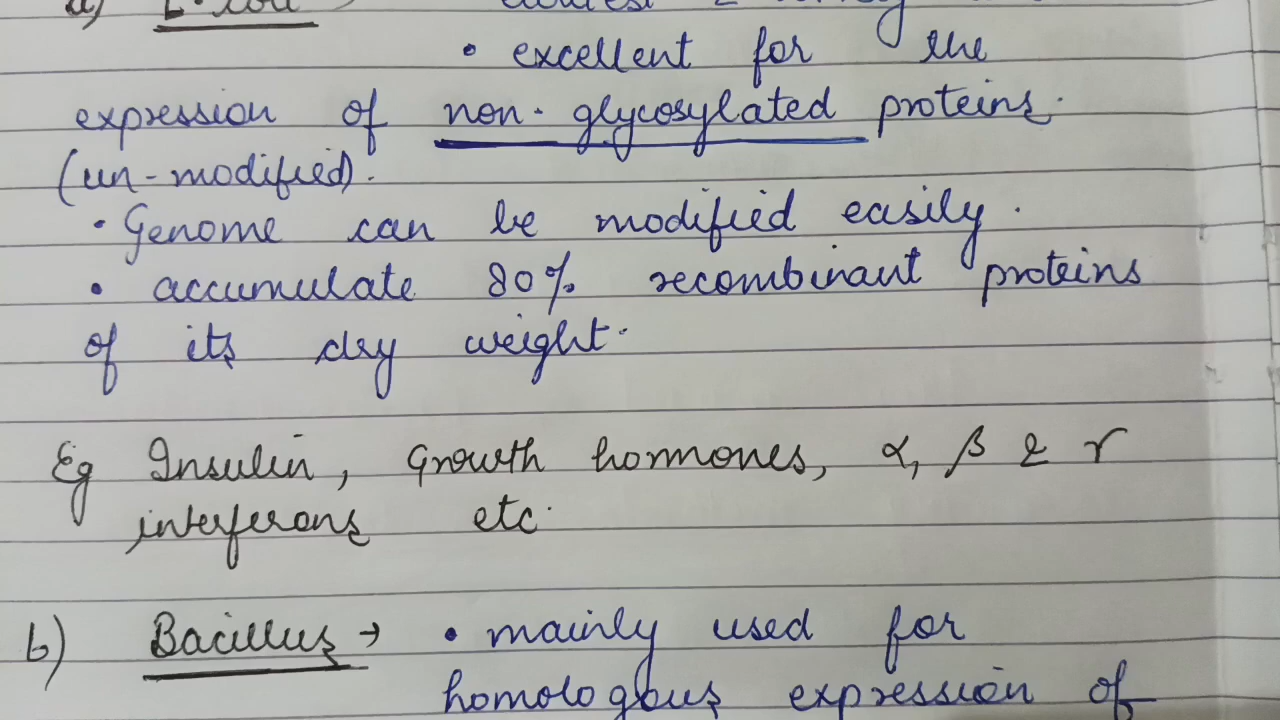 a) E. coli
• excellent for the
expression of non-glycosylated proteins.
(un-modified).
• Genome can be modified easily.
• accumulate 80% recombinant proteins
of its dry weight.
Eg Insulin, Growth hormones, α, β & γ
interferons etc.
b) Bacillus → • mainly used for
homologous expression of